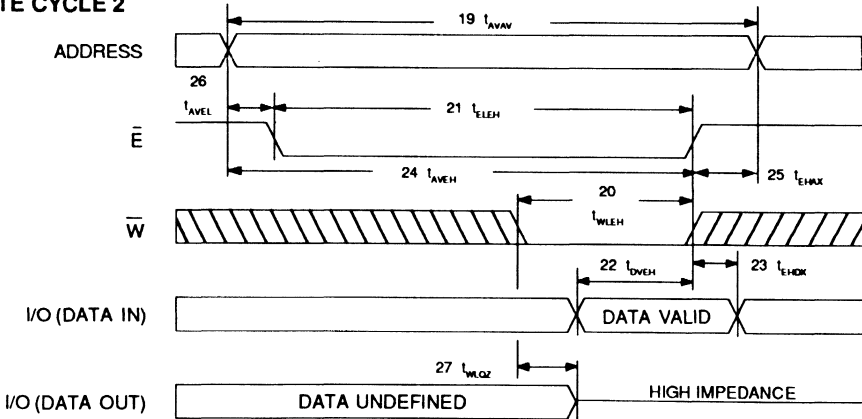 TE CYCLE 2
19 tAVAV
ADDRESS
26
tAVEL
21 tELEH
E̅
24 tAVEH
25 tEHAX
20
tWLEH
W̅
22 tDVEH
23 tEHDX
I/O (DATA IN)
DATA VALID
27 tWLQZ
I/O (DATA OUT)
DATA UNDEFINED
HIGH IMPEDANCE